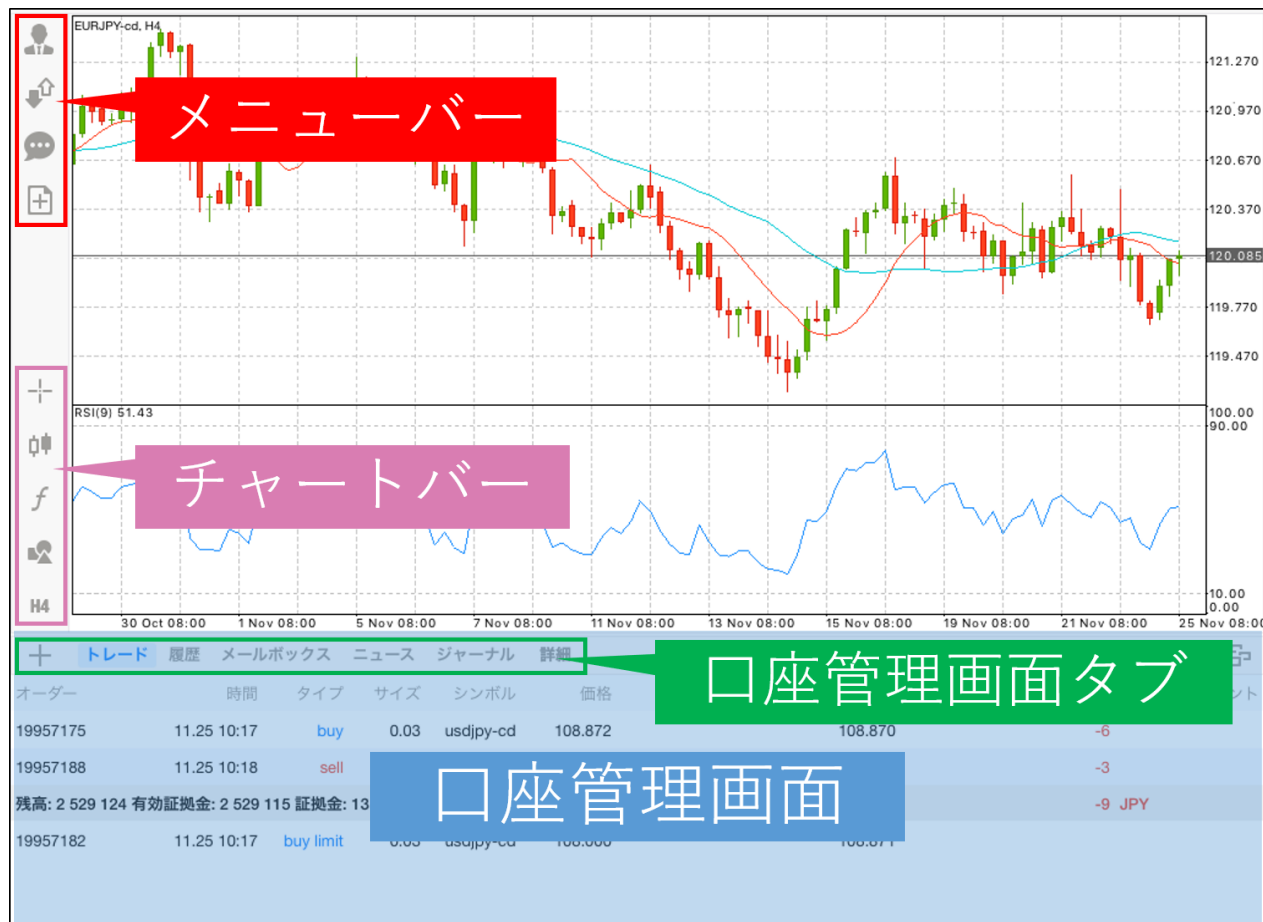 EURJPY-cd, H4
121.270
メニューバー
120.970
120.670
120.370
120.085
119.770
119.470
RSI(9) 51.43
100.00
90.00
チャートバー
10.00
0.00
H4
30 Oct 08:00 1 Nov 08:00 5 Nov 08:00 7 Nov 08:00 11 Nov 08:00 13 Nov 08:00 15 Nov 08:00 19 Nov 08:00 21 Nov 08:00 25 Nov 08:00
トレード 履歴 メールボックス ニュース ジャーナル 詳細
口座管理画面タブ
オーダー 時間 タイプ サイズ シンボル 価格
19957175 11.25 10:17 buy 0.03 usdjpy-cd 108.872 108.870 -6
19957188 11.25 10:18 sell -3
口座管理画面
残高: 2 529 124 有効証拠金: 2 529 115 証拠金: 13 -9 JPY
19957182 11.25 10:17 buy limit 0.03 usdjpy-cd